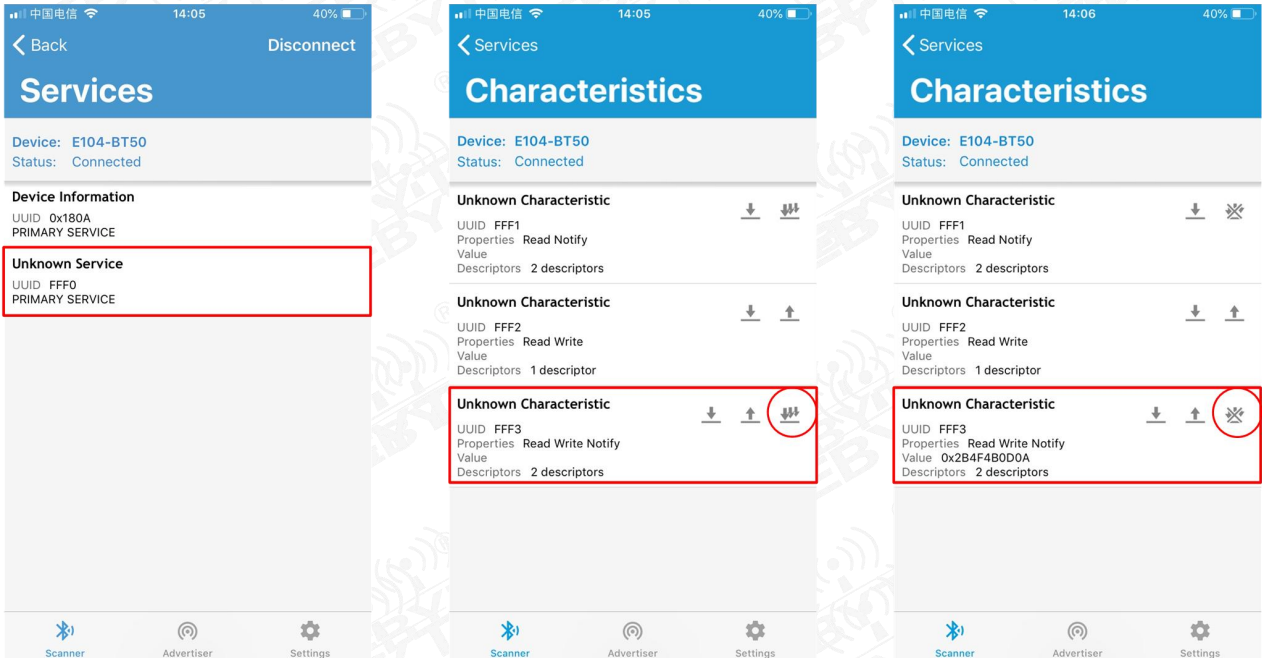 中国电信 14:05 40%
Back Disconnect
Services
Device: E104-BT50
Status: Connected
Device Information
UUID 0x180A
PRIMARY SERVICE
Unknown Service
UUID FFF0
PRIMARY SERVICE
Scanner Advertiser Settings
中国电信 14:05 40%
Services
Characteristics
Device: E104-BT50
Status: Connected
Unknown Characteristic
UUID FFF1
Properties Read Notify
Value
Descriptors 2 descriptors
Unknown Characteristic
UUID FFF2
Properties Read Write
Value
Descriptors 1 descriptor
Unknown Characteristic
UUID FFF3
Properties Read Write Notify
Value
Descriptors 2 descriptors
Scanner Advertiser Settings
中国电信 14:06 40%
Services
Characteristics
Device: E104-BT50
Status: Connected
Unknown Characteristic
UUID FFF1
Properties Read Notify
Value
Descriptors 2 descriptors
Unknown Characteristic
UUID FFF2
Properties Read Write
Value
Descriptors 1 descriptor
Unknown Characteristic
UUID FFF3
Properties Read Write Notify
Value 0x2B4F4B0D0A
Descriptors 2 descriptors
Scanner Advertiser Settings